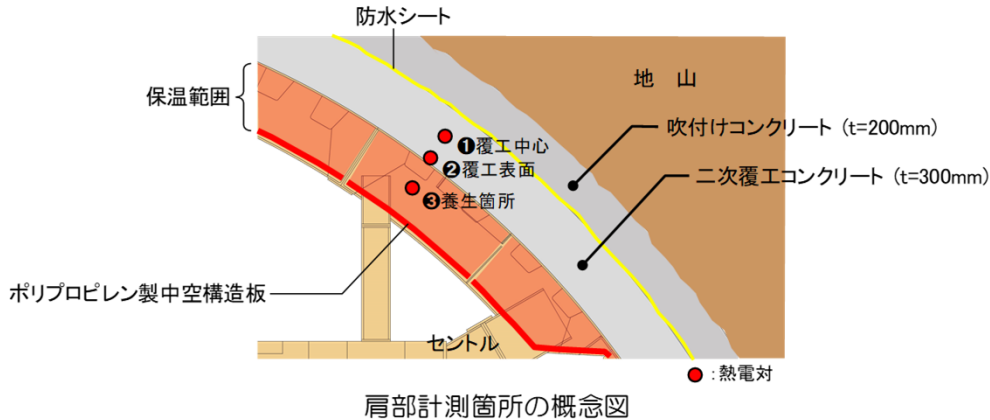 防水シート
地 山
保温範囲
吹付けコンクリート (t=200mm)
❶覆工中心
❷覆工表面
二次覆工コンクリート (t=300mm)
❸養生箇所
ポリプロピレン製中空構造板
セントル
：熱電対
肩部計測箇所の概念図